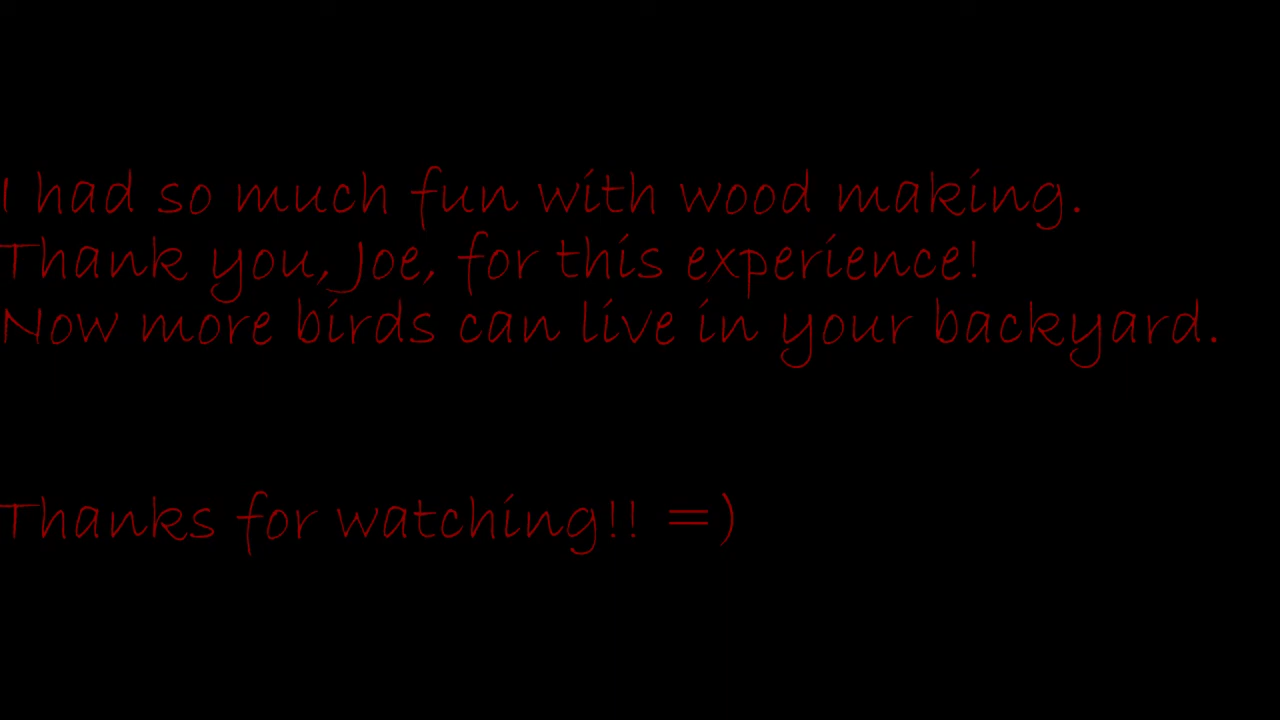 I had so much fun with wood making.
Thank you, Joe, for this experience!
Now more birds can live in your backyard.
Thanks for watching!! =)